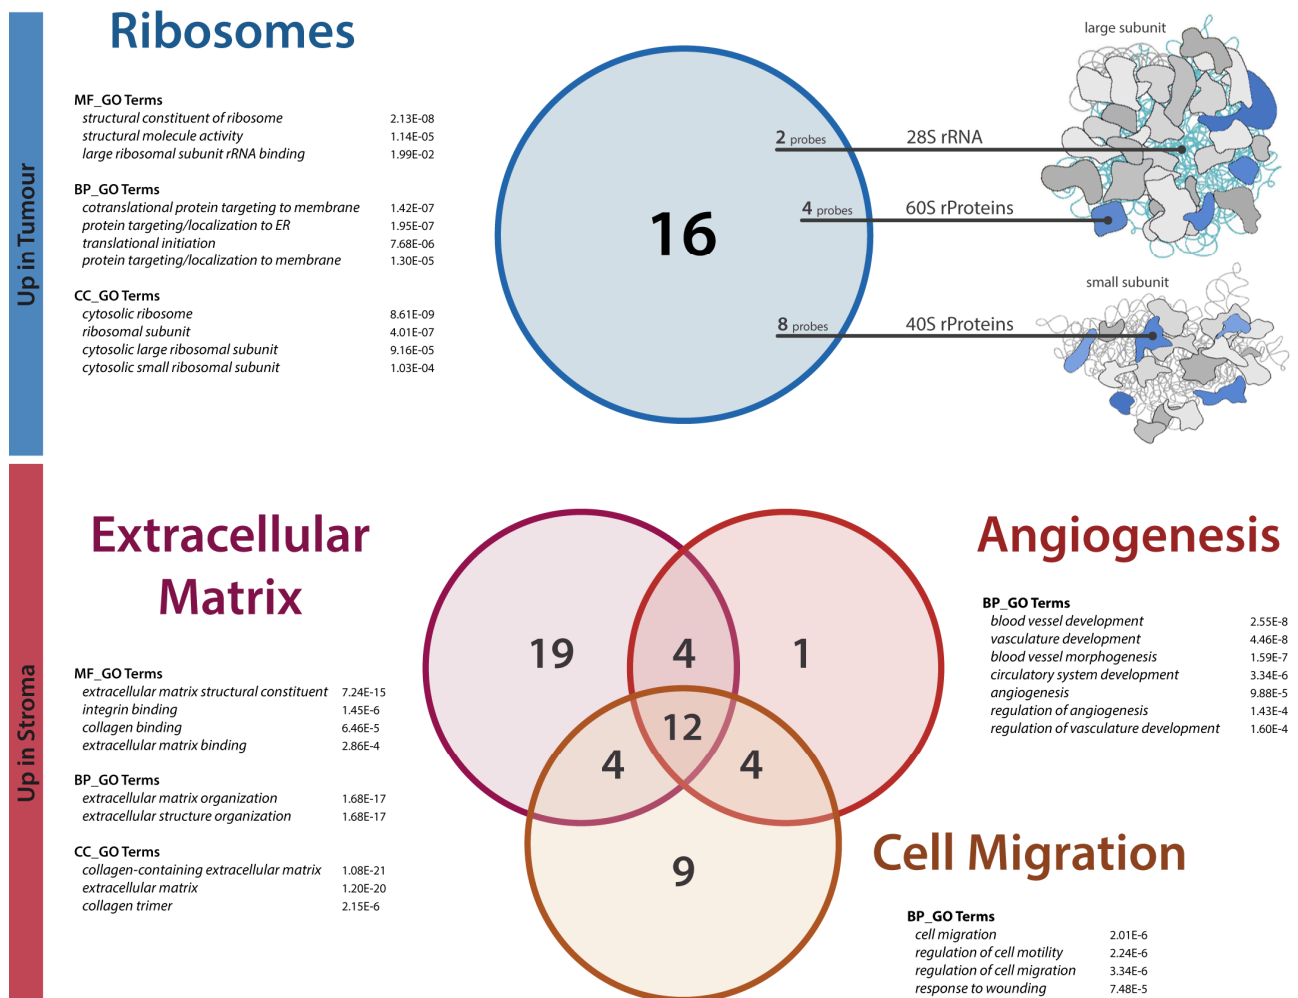 Up in Tumour
Ribosomes
MF_GO Terms
structural constituent of ribosome 2.13E-08
structural molecule activity 1.14E-05
large ribosomal subunit rRNA binding 1.99E-02
BP_GO Terms
cotranslational protein targeting to membrane 1.42E-07
protein targeting/localization to ER 1.95E-07
translational initiation 7.68E-06
protein targeting/localization to membrane 1.30E-05
CC_GO Terms
cytosolic ribosome 8.61E-09
ribosomal subunit 4.01E-07
cytosolic large ribosomal subunit 9.16E-05
cytosolic small ribosomal subunit 1.03E-04
16
large subunit
2 probes 28S rRNA
4 probes 60S rProteins
small subunit
8 probes 40S rProteins
Up in Stroma
Extracellular
Matrix
MF_GO Terms
extracellular matrix structural constituent 7.24E-15
integrin binding 1.45E-6
collagen binding 6.46E-5
extracellular matrix binding 2.86E-4
BP_GO Terms
extracellular matrix organization 1.68E-17
extracellular structure organization 1.68E-17
CC_GO Terms
collagen-containing extracellular matrix 1.08E-21
extracellular matrix 1.20E-20
collagen trimer 2.15E-6
19
4
1
12
4
4
9
Angiogenesis
BP_GO Terms
blood vessel development 2.55E-8
vasculature development 4.46E-8
blood vessel morphogenesis 1.59E-7
circulatory system development 3.34E-6
angiogenesis 9.88E-5
regulation of angiogenesis 1.43E-4
regulation of vasculature development 1.60E-4
Cell Migration
BP_GO Terms
cell migration 2.01E-6
regulation of cell motility 2.24E-6
regulation of cell migration 3.34E-6
response to wounding 7.48E-5